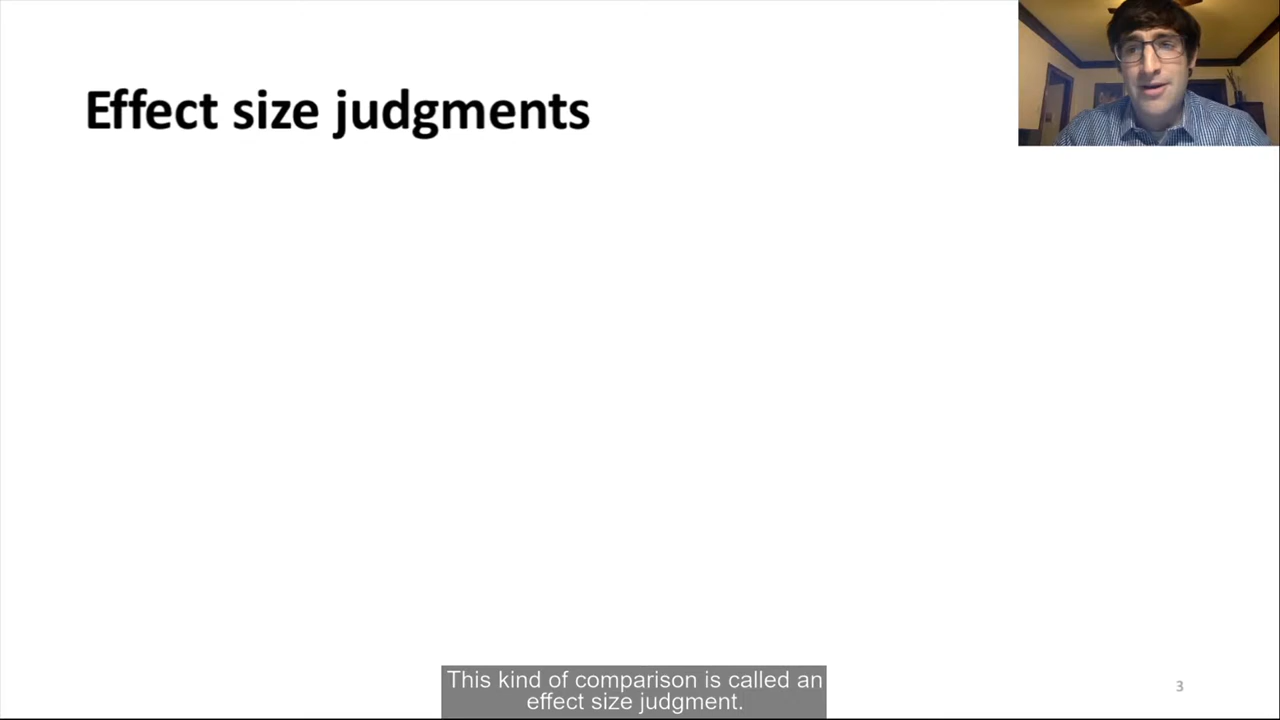 Effect size judgments
This kind of comparison is called an
effect size judgment.
3